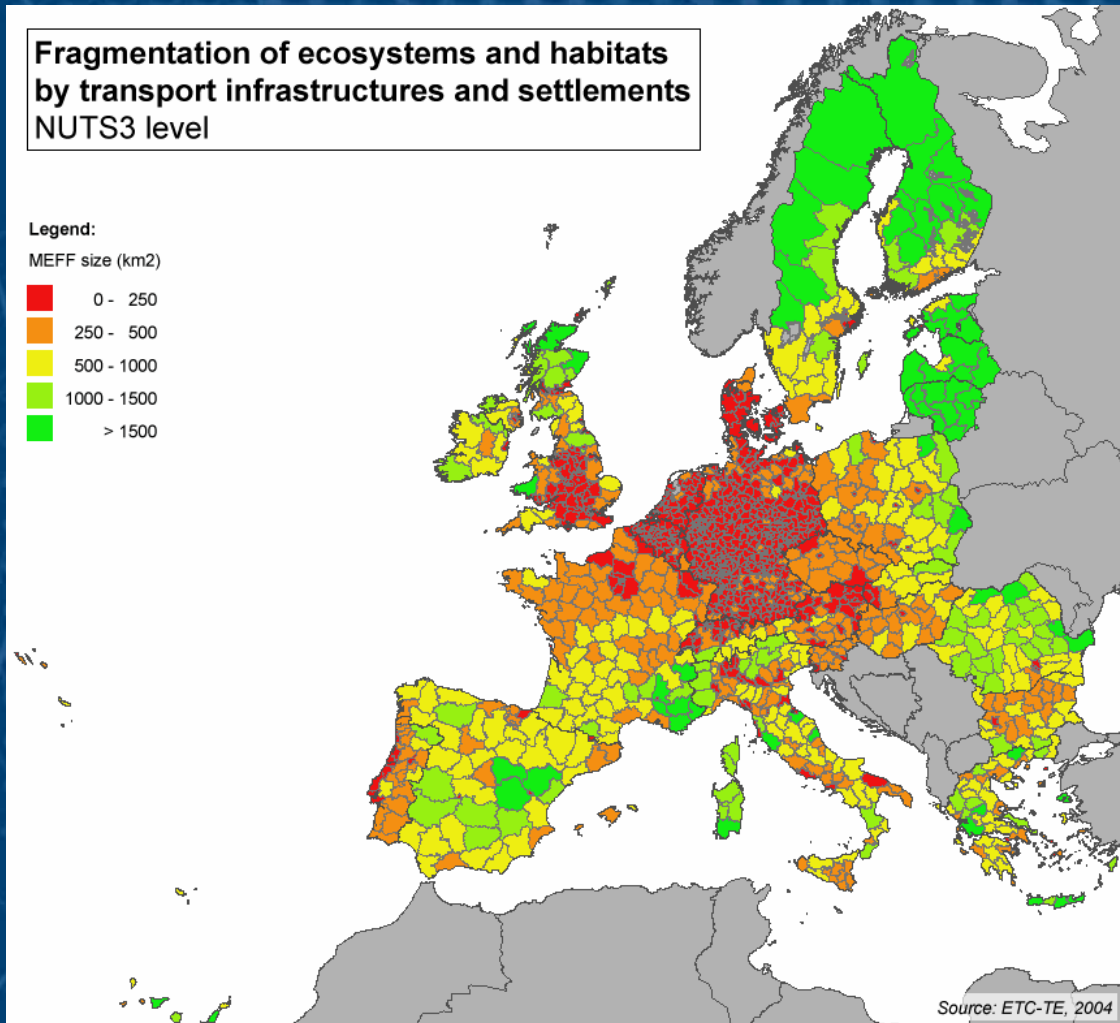 Fragmentation of ecosystems and habitats
by transport infrastructures and settlements
NUTS3 level
Legend:
MEFF size (km2)
0 - 250
250 - 500
500 - 1000
1000 - 1500
> 1500
Source: ETC-TE, 2004